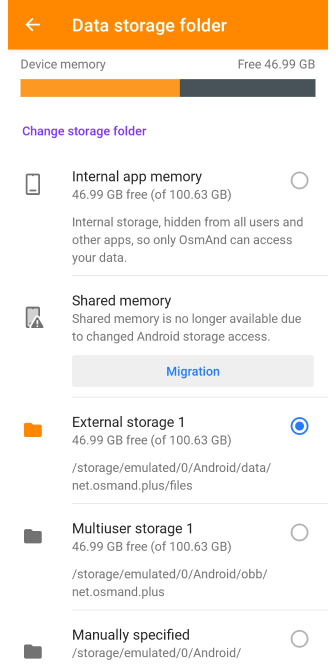 Data storage folder
Device memory Free 46.99 GB
Change storage folder
Internal app memory
46.99 GB free (of 100.63 GB)
Internal storage, hidden from all users and
other apps, so only OsmAnd can access
your data.
Shared memory
Shared memory is no longer available due
to changed Android storage access.
Migration
External storage 1
46.99 GB free (of 100.63 GB)
/storage/emulated/0/Android/data/
net.osmand.plus/files
Multiuser storage 1
46.99 GB free (of 100.63 GB)
/storage/emulated/0/Android/obb/
net.osmand.plus
Manually specified
/storage/emulated/0/Android/